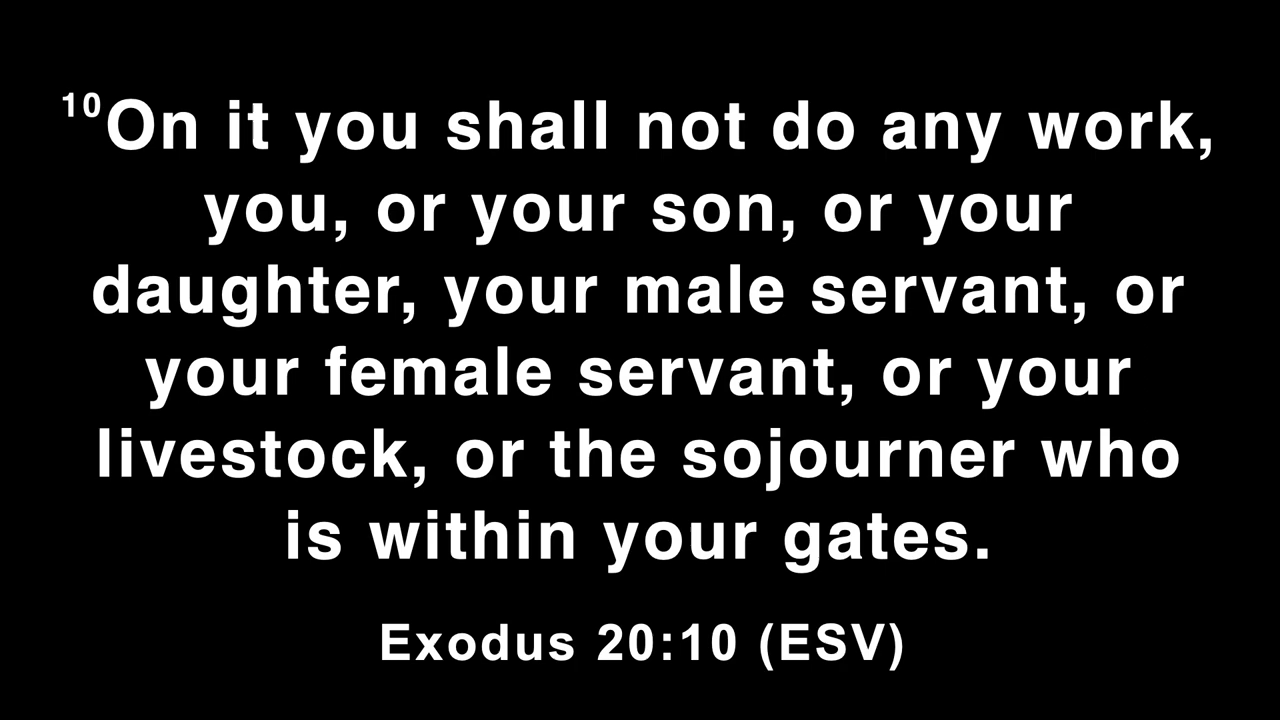 10On it you shall not do any work,
you, or your son, or your
daughter, your male servant, or
your female servant, or your
livestock, or the sojourner who
is within your gates.
Exodus 20:10 (ESV)